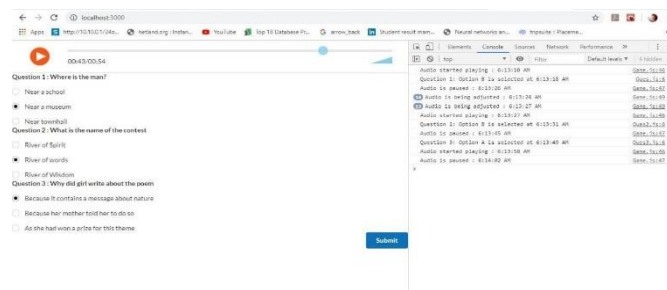 localhost:3000
Apps http://10.10.0.1/24o... hetland.org : Instan... YouTube Top 18 Database Pr... arrow_back Student result mam... Neural networks an... tnpsuite : Placeme...
Elements Console Sources Network Performance »
top Filter Default levels ▼
00:43/00:54
Question 1 : Where is the man?
Near a school
Near a museum
Near townhall
Question 2 : What is the name of the contest
River of Spirit
River of words
River of Wisdom
Question 3 : Why did girl write about the poem
Because it contains a message about nature
Because her mother told her to do so
As she had won a prize for this theme
Submit
Audio started playing : 6:13:18 AM
Question 1: Option B is selected at 6:13:18 AM
Audio is paused : 6:13:26 AM
Audio is being adjusted : 6:13:26 AM
Audio is being adjusted : 6:13:27 AM
Audio started playing : 6:13:27 AM
Question 2: Option B is selected at 6:13:31 AM
Audio is paused : 6:13:45 AM
Question 3: Option A is selected at 6:13:49 AM
Audio started playing : 6:13:58 AM
Audio is paused : 6:14:02 AM